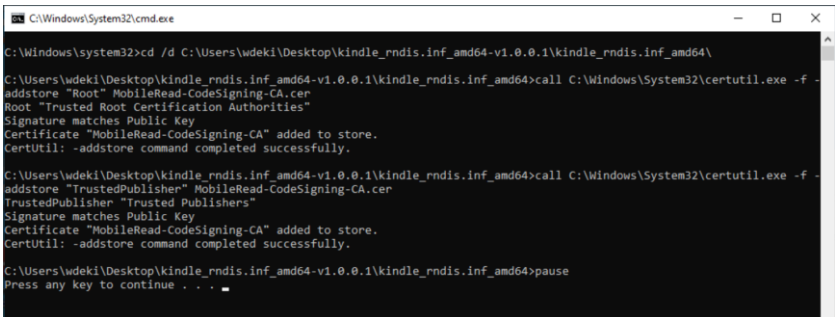 C:\Windows\System32\cmd.exe
C:\Windows\system32>cd /d C:\Users\wdeki\Desktop\kindle_rndis.inf_amd64-v1.0.0.1\kindle_rndis.inf_amd64\
C:\Users\wdeki\Desktop\kindle_rndis.inf_amd64-v1.0.0.1\kindle_rndis.inf_amd64>call C:\Windows\System32\certutil.exe -f -
addstore "Root" MobileRead-CodeSigning-CA.cer
Root "Trusted Root Certification Authorities"
Signature matches Public Key
Certificate "MobileRead-CodeSigning-CA" added to store.
CertUtil: -addstore command completed successfully.
C:\Users\wdeki\Desktop\kindle_rndis.inf_amd64-v1.0.0.1\kindle_rndis.inf_amd64>call C:\Windows\System32\certutil.exe -f -
addstore "TrustedPublisher" MobileRead-CodeSigning-CA.cer
TrustedPublisher "Trusted Publishers"
Signature matches Public Key
Certificate "MobileRead-CodeSigning-CA" added to store.
CertUtil: -addstore command completed successfully.
C:\Users\wdeki\Desktop\kindle_rndis.inf_amd64-v1.0.0.1\kindle_rndis.inf_amd64>pause
Press any key to continue . . .